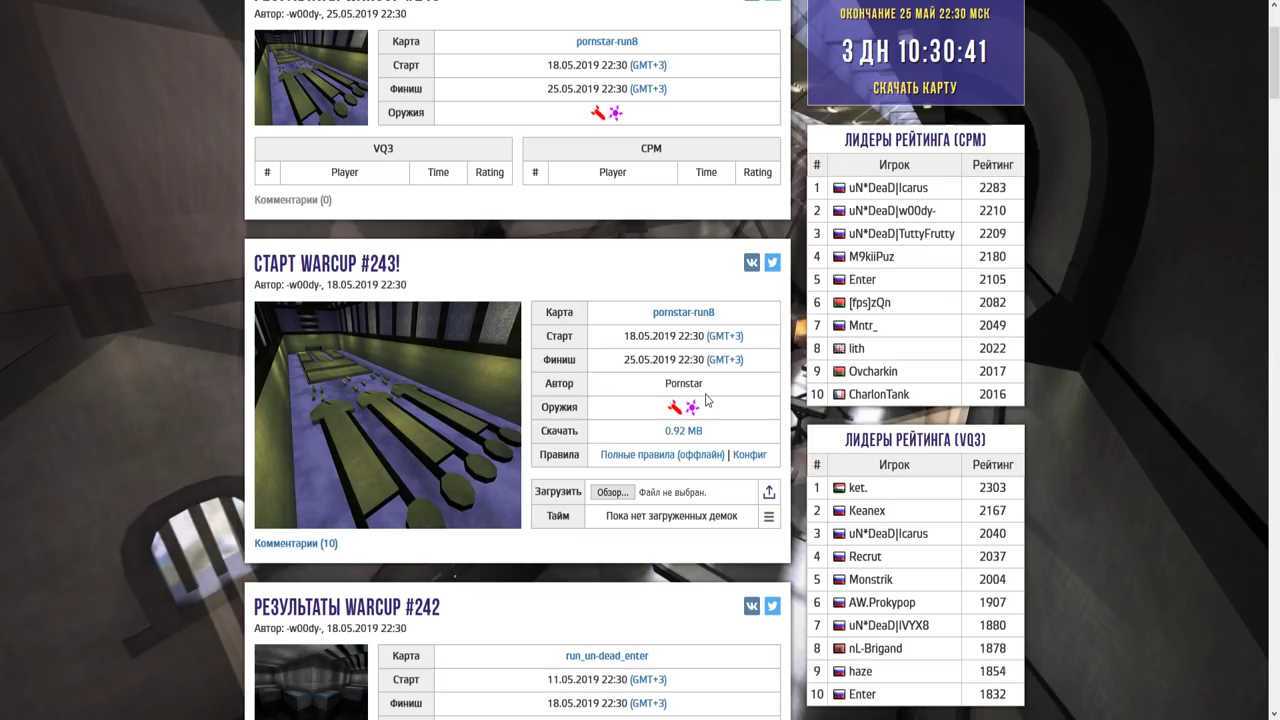 Автор: -w00dy-, 25.05.2019 22:30
Карта pornstar-run8
Старт 18.05.2019 22:30 (GMT+3)
Финиш 25.05.2019 22:30 (GMT+3)
Оружия
VQ3 CPM
# Player Time Rating # Player Time Rating
Комментарии (0)
СТАРТ WARCUP #243!
Автор: -w00dy-, 18.05.2019 22:30
Карта pornstar-run8
Старт 18.05.2019 22:30 (GMT+3)
Финиш 25.05.2019 22:30 (GMT+3)
Автор Pornstar
Оружия
Скачать 0.92 MB
Правила Полные правила (оффлайн) | Конфиг
Загрузить Обзор... Файл не выбран.
Тайм Пока нет загруженных демок
Комментарии (10)
РЕЗУЛЬТАТЫ WARCUP #242
Автор: -w00dy-, 18.05.2019 22:30
Карта run_un-dead_enter
Старт 11.05.2019 22:30 (GMT+3)
Финиш 18.05.2019 22:30 (GMT+3)
ОКОНЧАНИЕ 25 МАЙ 22:30 МСК
3 ДН 10:30:41
СКАЧАТЬ КАРТУ
ЛИДЕРЫ РЕЙТИНГА (CPM)
# Игрок Рейтинг
1 uN*DeaD|Icarus 2283
2 uN*DeaD|w00dy- 2210
3 uN*DeaD|TuttyFrutty 2209
4 M9kiiPuz 2180
5 Enter 2105
6 [fps]zQn 2082
7 Mntr_ 2049
8 lith 2022
9 Ovcharkin 2017
10 CharlonTank 2016
ЛИДЕРЫ РЕЙТИНГА (VQ3)
# Игрок Рейтинг
1 ket. 2303
2 Keanex 2167
3 uN*DeaD|Icarus 2040
4 Recrut 2037
5 Monstrik 2004
6 AW.Prokypop 1907
7 uN*DeaD|IVYX8 1880
8 nL-Brigand 1878
9 haze 1854
10 Enter 1832